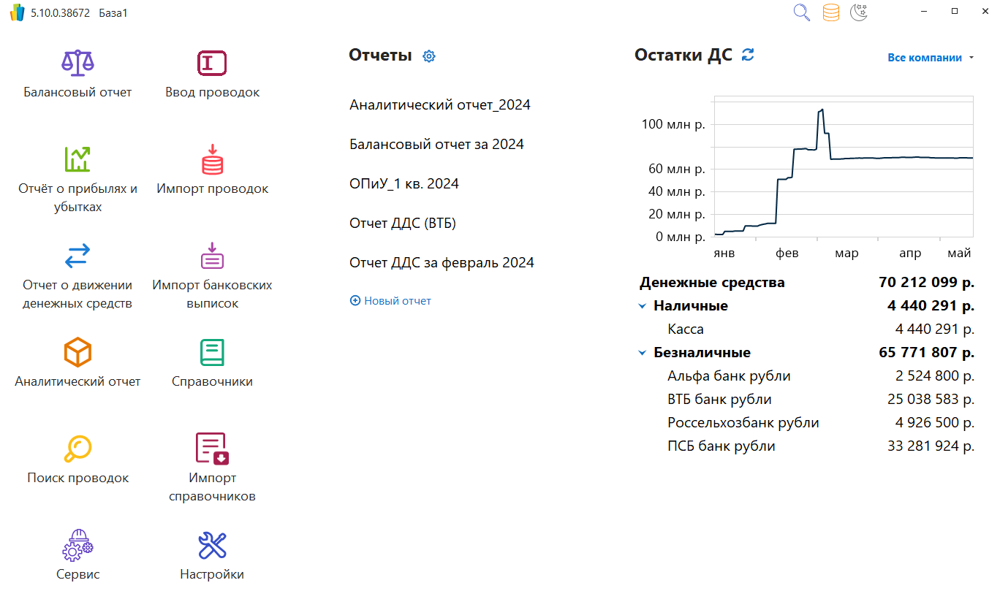 5.10.0.38672 База1
Балансовый отчет
Ввод проводок
Отчёт о прибылях и
убытках
Импорт проводок
Отчет о движении
денежных средств
Импорт банковских
выписок
Аналитический отчет
Справочники
Поиск проводок
Импорт
справочников
Сервис
Настройки
Отчеты
Аналитический отчет_2024
Балансовый отчет за 2024
ОПиУ_1 кв. 2024
Отчет ДДС (ВТБ)
Отчет ДДС за февраль 2024
Новый отчет
Остатки ДС
Все компании
100 млн р.
60 млн р.
40 млн р.
20 млн р.
0 млн р.
янв фев мар апр май
Денежные средства 70 212 099 р.
Наличные 4 440 291 р.
Касса 4 440 291 р.
Безналичные 65 771 807 р.
Альфа банк рубли 2 524 800 р.
ВТБ банк рубли 25 038 583 р.
Россельхозбанк рубли 4 926 500 р.
ПСБ банк рубли 33 281 924 р.